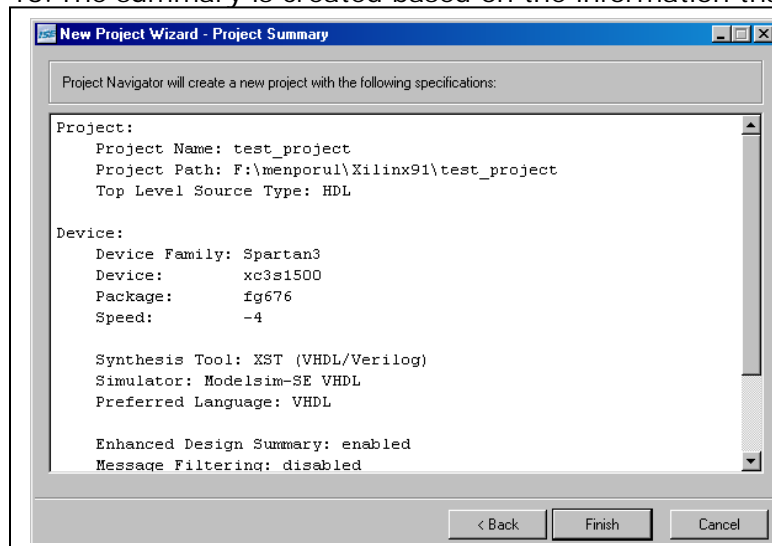 10. The summary is created based on the information tha
ISE New Project Wizard - Project Summary
Project Navigator will create a new project with the following specifications:
Project:
Project Name: test_project
Project Path: F:\menporul\Xilinx91\test_project
Top Level Source Type: HDL
Device:
Device Family: Spartan3
Device: xc3s1500
Package: fg676
Speed: -4
Synthesis Tool: XST (VHDL/Verilog)
Simulator: Modelsim-SE VHDL
Preferred Language: VHDL
Enhanced Design Summary: enabled
Message Filtering: disabled
< Back
Finish
Cancel